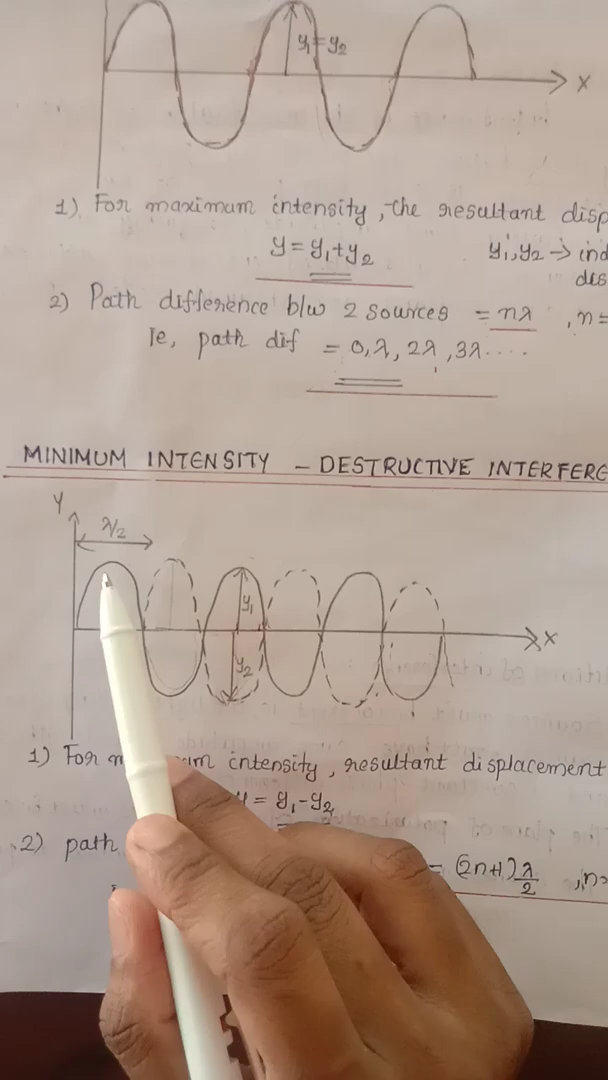 y₁=y₂
X
1) For maximum intensity, the resultant disp
y = y₁+y₂ y₁,y₂ → ind
des
2) Path difference b/w 2 sources = nλ , n=
Ie, path dif = 0, λ, 2λ, 3λ....
MINIMUM INTENSITY – DESTRUCTIVE INTERFERE
Y
λ/2
y₁
X
y₂
1) For intensity, resultant displacement
= y₁-y₂
2) path = (2n+1)λ/2 , n=